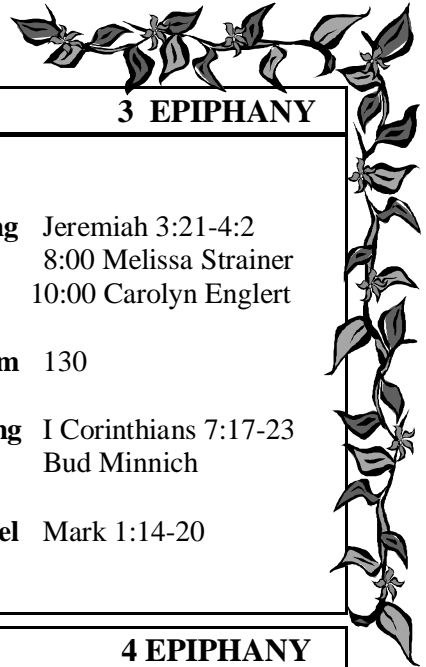 3 EPIPHANY
ng Jeremiah 3:21-4:2
8:00 Melissa Strainer
10:00 Carolyn Englert
m 130
ng I Corinthians 7:17-23
Bud Minnich
el Mark 1:14-20
4 EPIPHANY